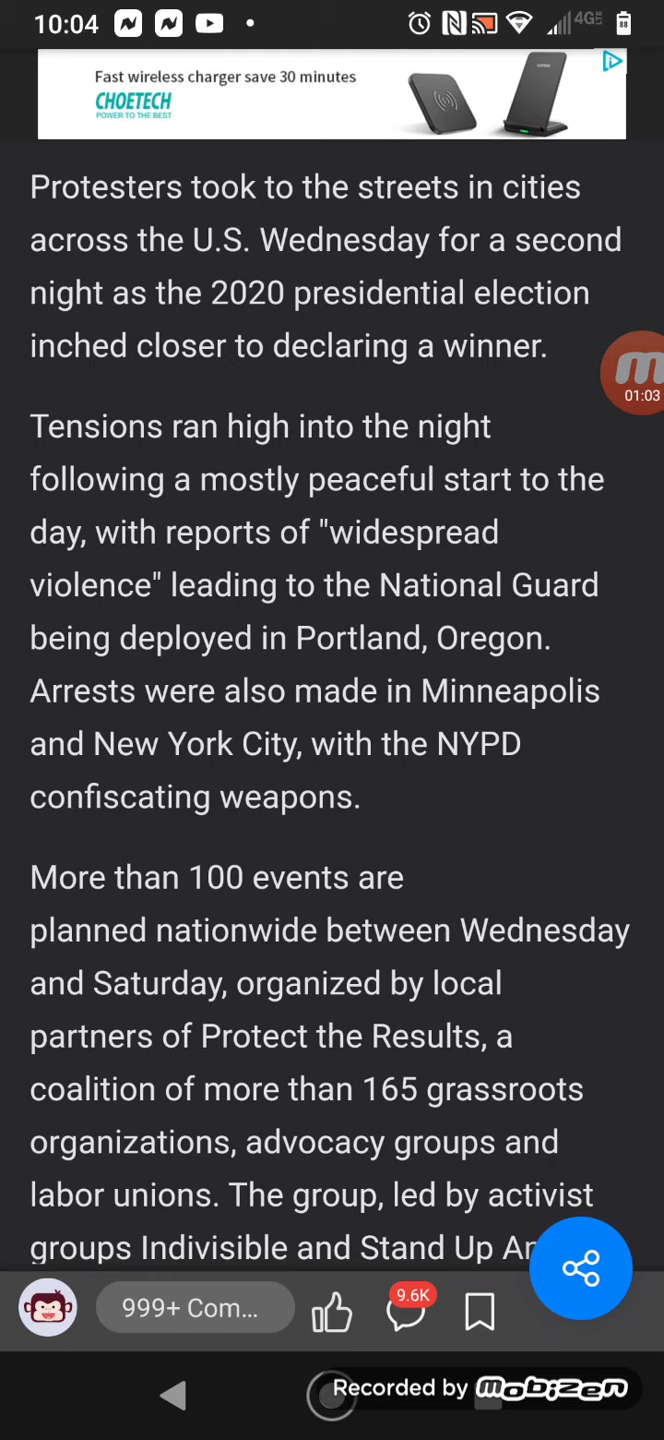 10:04
4GE
88
Fast wireless charger save 30 minutes
CHOETECH
POWER TO THE BEST
Protesters took to the streets in cities
across the U.S. Wednesday for a second
night as the 2020 presidential election
inched closer to declaring a winner.
01:03
Tensions ran high into the night
following a mostly peaceful start to the
day, with reports of "widespread
violence" leading to the National Guard
being deployed in Portland, Oregon.
Arrests were also made in Minneapolis
and New York City, with the NYPD
confiscating weapons.
More than 100 events are
planned nationwide between Wednesday
and Saturday, organized by local
partners of Protect the Results, a
coalition of more than 165 grassroots
organizations, advocacy groups and
labor unions. The group, led by activist
groups Indivisible and Stand Up
999+ Com...
9.6K
Recorded by mobizen